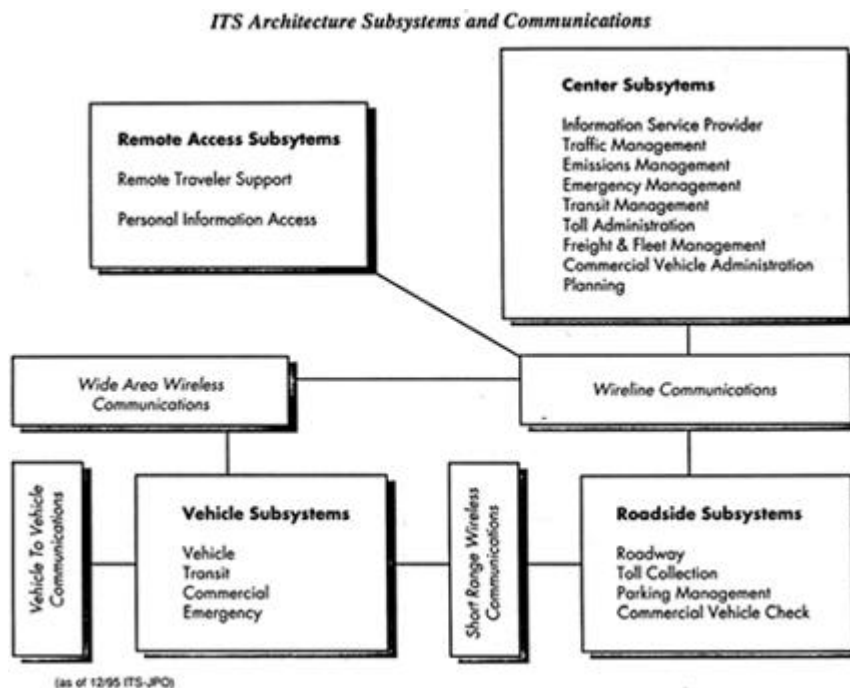 ITS Architecture Subsystems and Communications
Remote Access Subsytems
Remote Traveler Support
Personal Information Access
Center Subsytems
Information Service Provider
Traffic Management
Emissions Management
Emergency Management
Transit Management
Toll Administration
Freight & Fleet Management
Commercial Vehicle Administration
Planning
Wide Area Wireless
Communications
Wireline Communications
Vehicle To Vehicle
Communications
Vehicle Subsytems
Vehicle
Transit
Commercial
Emergency
Short Range Wireless
Communications
Roadside Subsytems
Roadway
Toll Collection
Parking Management
Commercial Vehicle Check
(as of 12/95 ITS-JPO)